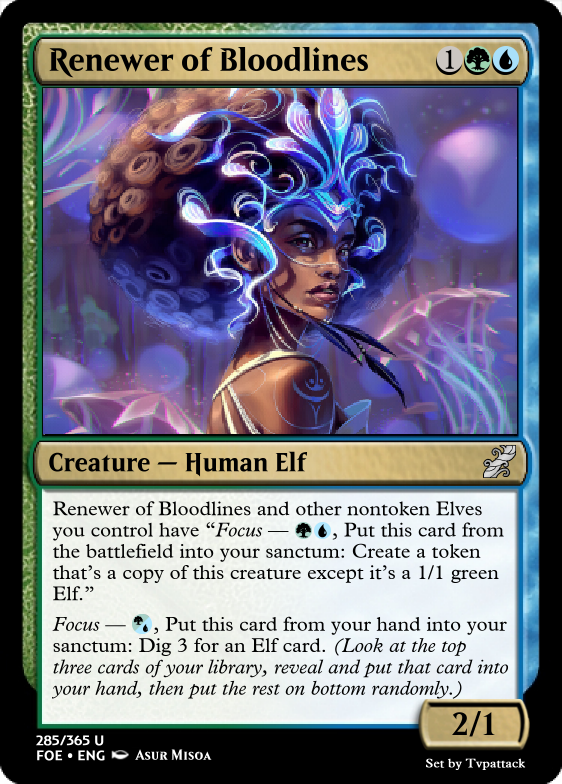 Renewer of Bloodlines 1
Creature — Human Elf
Renewer of Bloodlines and other nontoken Elves
you control have “Focus — , Put this card from
the battlefield into your sanctum: Create a token
that’s a copy of this creature except it’s a 1/1 green
Elf.”
Focus — , Put this card from your hand into your
sanctum: Dig 3 for an Elf card. (Look at the top
three cards of your library, reveal and put that card into
your hand, then put the rest on bottom randomly.)
2/1
285/365 U
FOE • ENG Asur Misoa
Set by Tvpattack